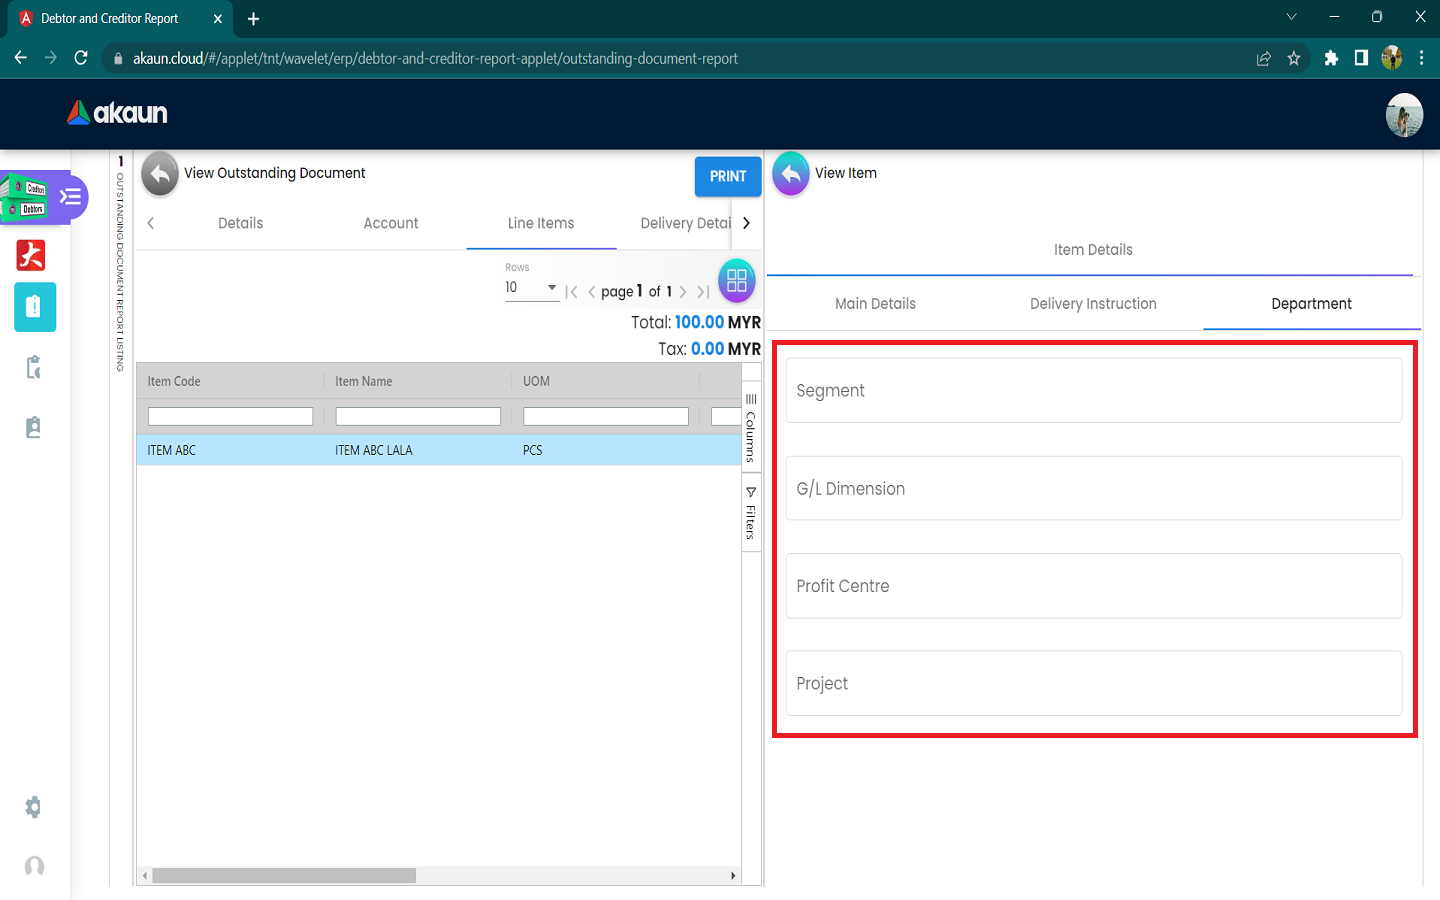 Debtor and Creditor Report
akaun.cloud/#/applet/tnt/wavelet/erp/debtor-and-creditor-report-applet/outstanding-document-report
akaun
Creditors
Debtors
1
OUTSTANDING DOCUMENT REPORT LISTING
View Outstanding Document
PRINT
Details
Account
Line Items
Delivery Detai
Rows
10
page 1 of 1
Total: 100.00 MYR
Tax: 0.00 MYR
Item Code
Item Name
UOM
ITEM ABC
ITEM ABC LALA
PCS
Columns
Filters
View Item
Item Details
Main Details
Delivery Instruction
Department
Segment
G/L Dimension
Profit Centre
Project